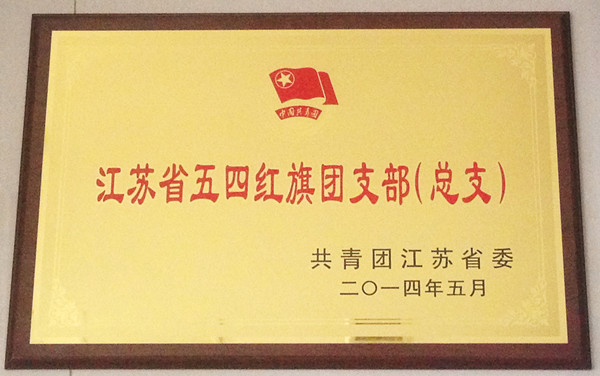 中国共青团
江苏省五四红旗团支部(总支)
共青团江苏省委
二〇一四年五月